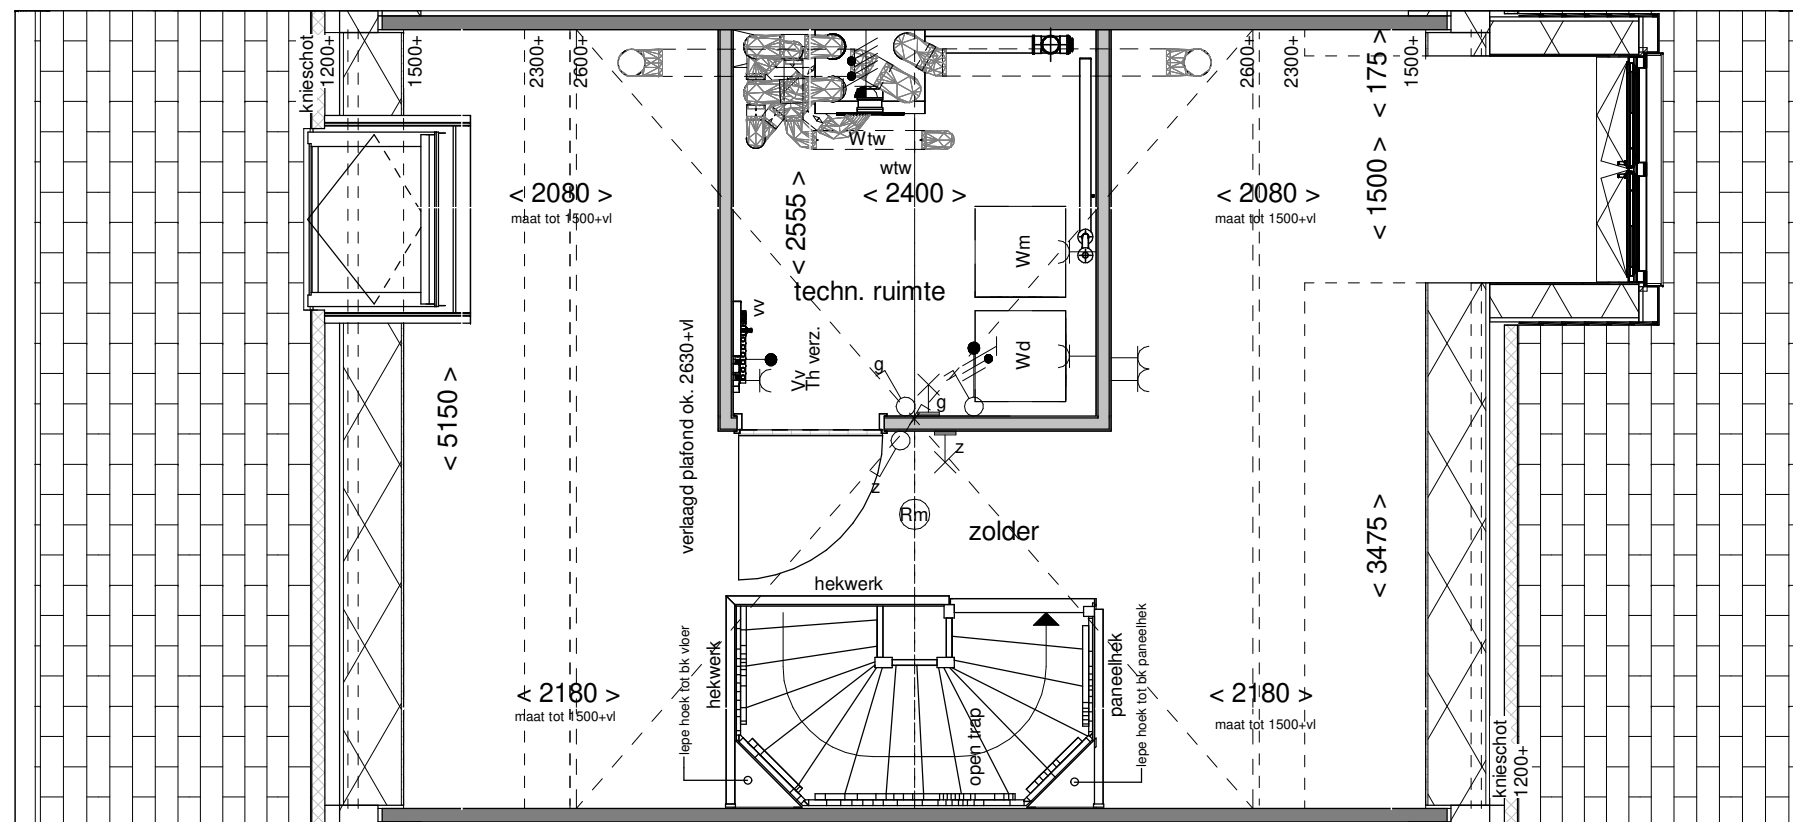 knieschot
1200+
1500+
2300+
2600+
2600+
2300+
1500+
< 175 >
< 1500 >
Wtw
wtw
< 2080 >
maat tot 1500+vl
< 2555 >
< 2400 >
< 2080 >
maat tot 1500+vl
Wm
techn. ruimte
vv
Vv
Th verz.
g
g
Wd
verlaagd plafond ok. 2630+vl
< 5150 >
z
z
Rm
zolder
< 3475 >
hekwerk
hekwerk
lepe hoek tot bk vloer
open trap
paneelhek
lepe hoek tot bk paneelhek
< 2180 >
maat tot 1500+vl
< 2180 >
maat tot 1500+vl
knieschot
1200+